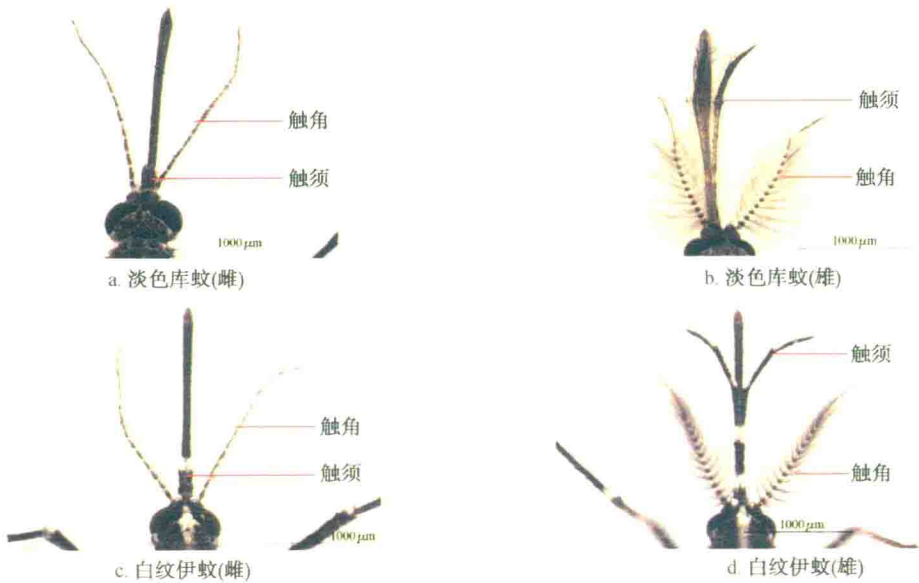 触角
触须
1000μm
a. 淡色库蚊(雌)
触须
触角
1000μm
b. 淡色库蚊(雄)
触角
触须
1000μm
c. 白纹伊蚊(雌)
触须
触角
1000μm
d. 白纹伊蚊(雄)